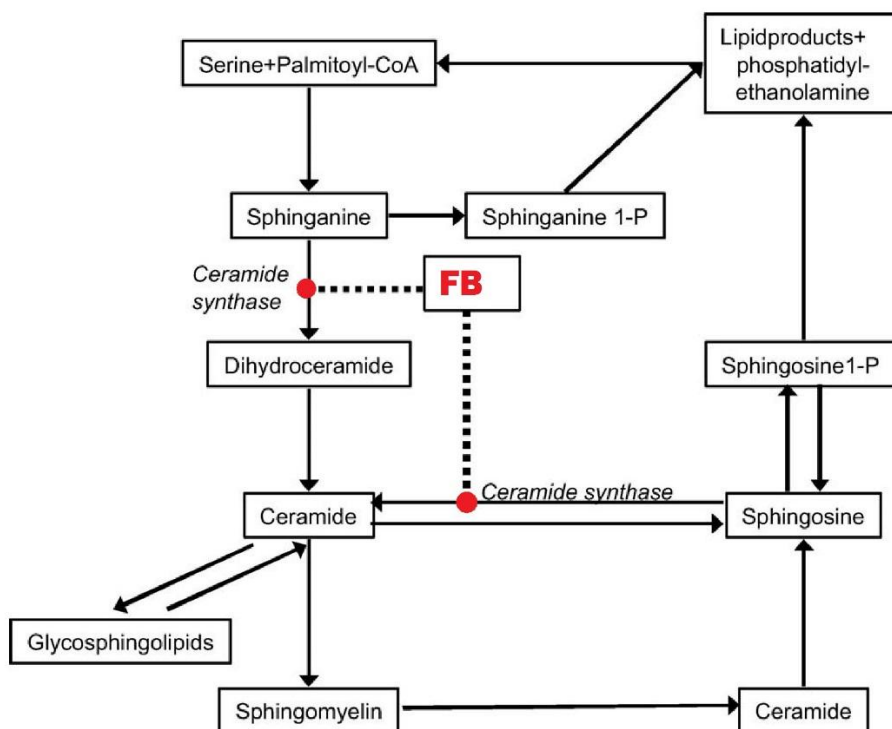 Serine+Palmitoyl-CoA
Lipidproducts+
phosphatidyl-
ethanolamine
Sphinganine
Sphinganine 1-P
Ceramide
synthase
FB
Dihydroceramide
Sphingosine1-P
Ceramide synthase
Ceramide
Sphingosine
Glycosphingolipids
Sphingomyelin
Ceramide